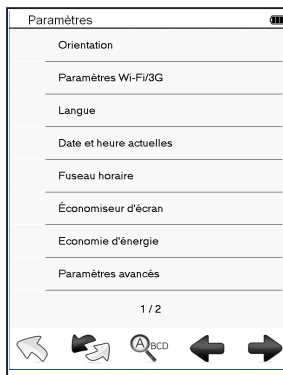 Paramètres
Orientation
Paramètres Wi-Fi/3G
Langue
Date et heure actuelles
Fuseau horaire
Économiseur d'écran
Economie d'énergie
Paramètres avancés
1 / 2
A BCD